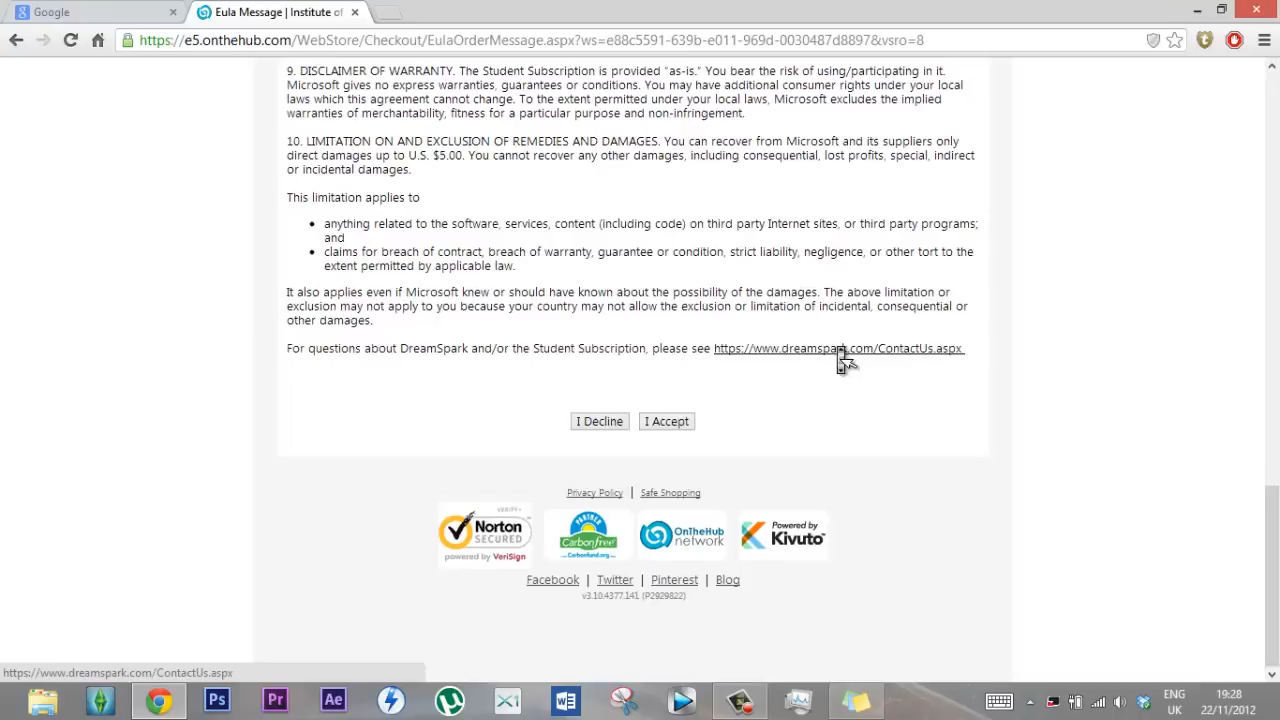 Google
Eula Message | Institute of
https://e5.onthehub.com/WebStore/Checkout/EulaOrderMessage.aspx?ws=e88c5591-639b-e011-969d-0030487d8897&vsro=8
9. DISCLAIMER OF WARRANTY. The Student Subscription is provided "as-is." You bear the risk of using/participating in it.
Microsoft gives no express warranties, guarantees or conditions. You may have additional consumer rights under your local
laws which this agreement cannot change. To the extent permitted under your local laws, Microsoft excludes the implied
warranties of merchantability, fitness for a particular purpose and non-infringement.
10. LIMITATION ON AND EXCLUSION OF REMEDIES AND DAMAGES. You can recover from Microsoft and its suppliers only
direct damages up to U.S. $5.00. You cannot recover any other damages, including consequential, lost profits, special, indirect
or incidental damages.
This limitation applies to
• anything related to the software, services, content (including code) on third party Internet sites, or third party programs;
and
• claims for breach of contract, breach of warranty, guarantee or condition, strict liability, negligence, or other tort to the
extent permitted by applicable law.
It also applies even if Microsoft knew or should have known about the possibility of the damages. The above limitation or
exclusion may not apply to you because your country may not allow the exclusion or limitation of incidental, consequential or
other damages.
For questions about DreamSpark and/or the Student Subscription, please see https://www.dreamspark.com/ContactUs.aspx
I Decline I Accept
Privacy Policy | Safe Shopping
VERIFY
Norton
SECURED
powered by VeriSign
PARTNER
Carbonfree
Carbonfund.org
OnTheHub
network
Powered by
Kivuto
Facebook | Twitter | Pinterest | Blog
v3.10.4377.141 (P2929822)
https://www.dreamspark.com/ContactUs.aspx
Ps Pr Ae
ENG 19:28
UK 22/11/2012